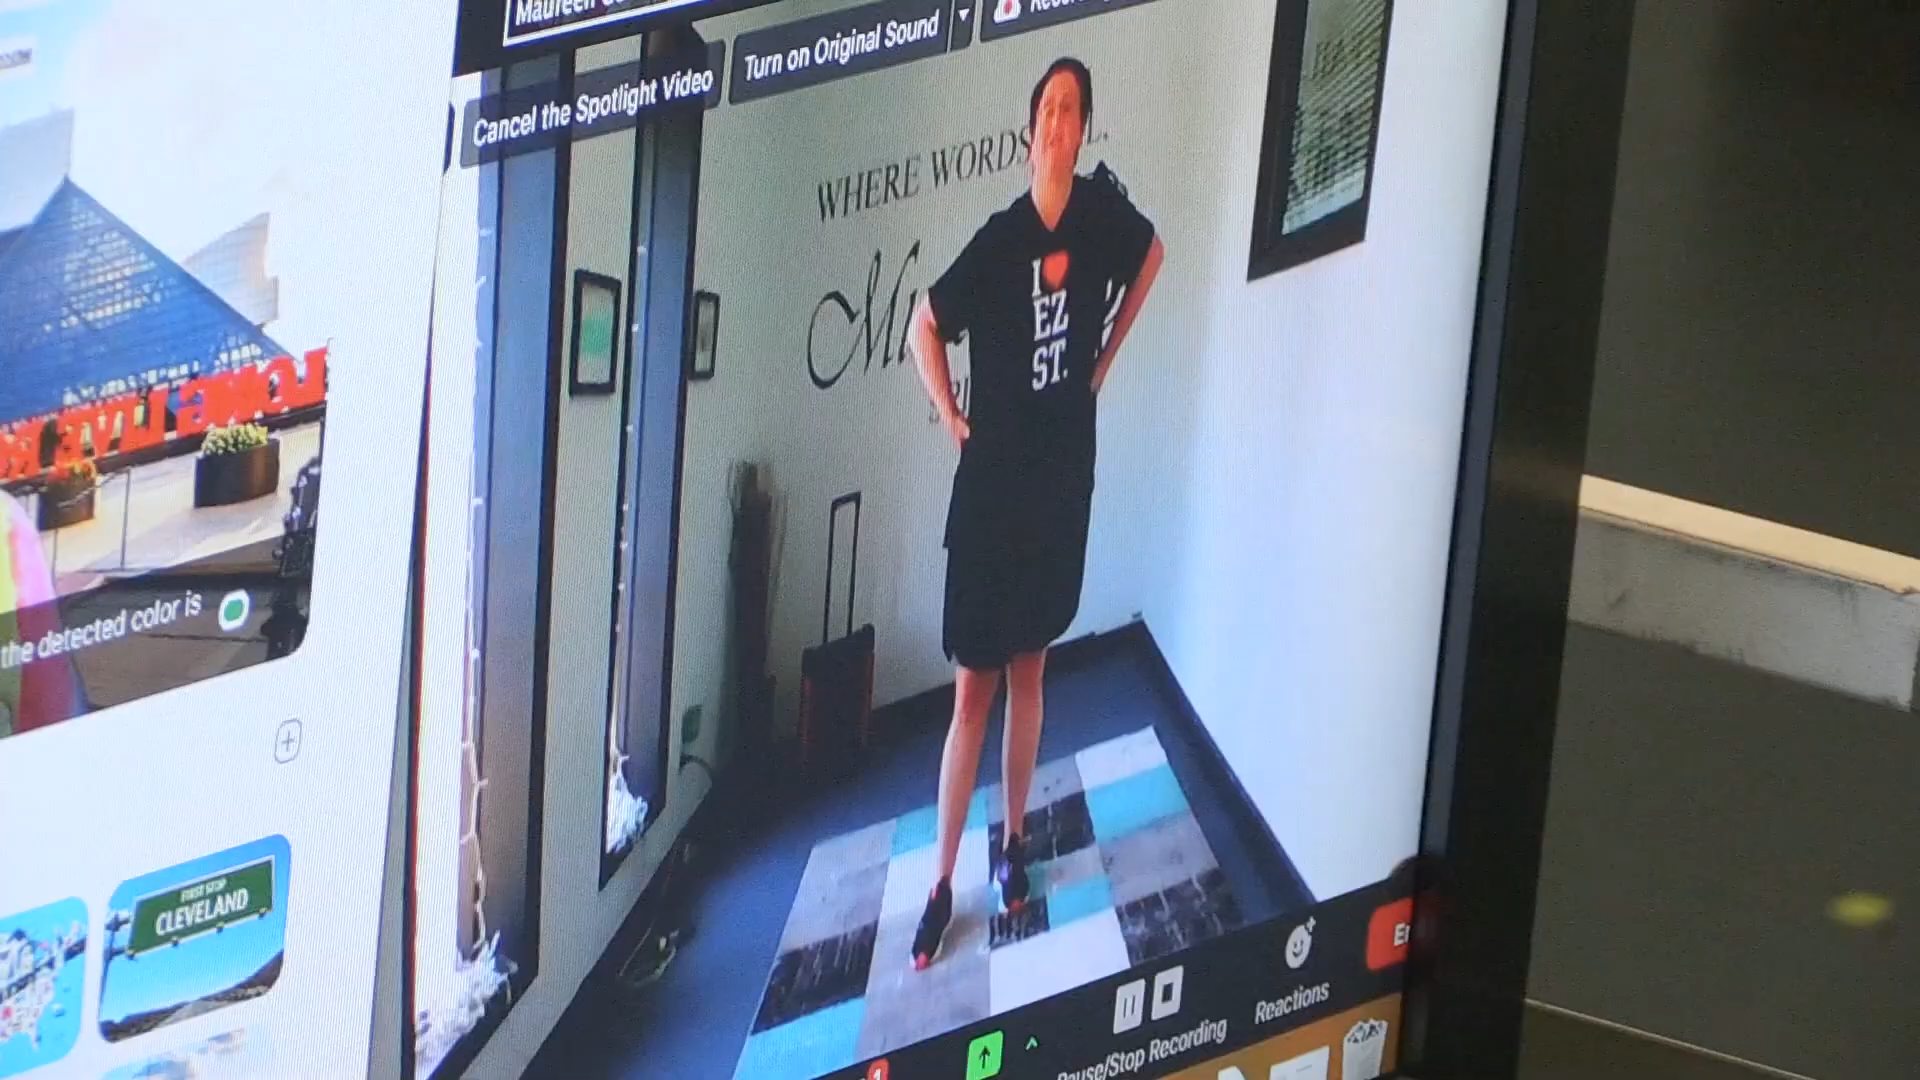 Maureen
Cancel the Spotlight Video
Turn on Original Sound
WHERE WORDS
I
EZ
ST.
the detected color is
FIRST STOP
CLEVELAND
Pause/Stop Recording
Reactions
1